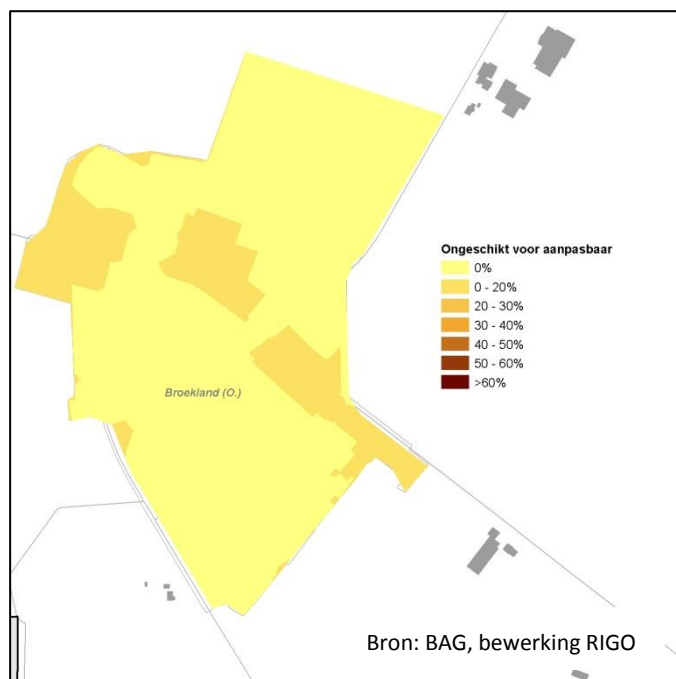 Ongeschikt voor aanpasbaar
0%
0 - 20%
20 - 30%
30 - 40%
40 - 50%
50 - 60%
>60%
Broekland (O.)
Bron: BAG, bewerking RIGO